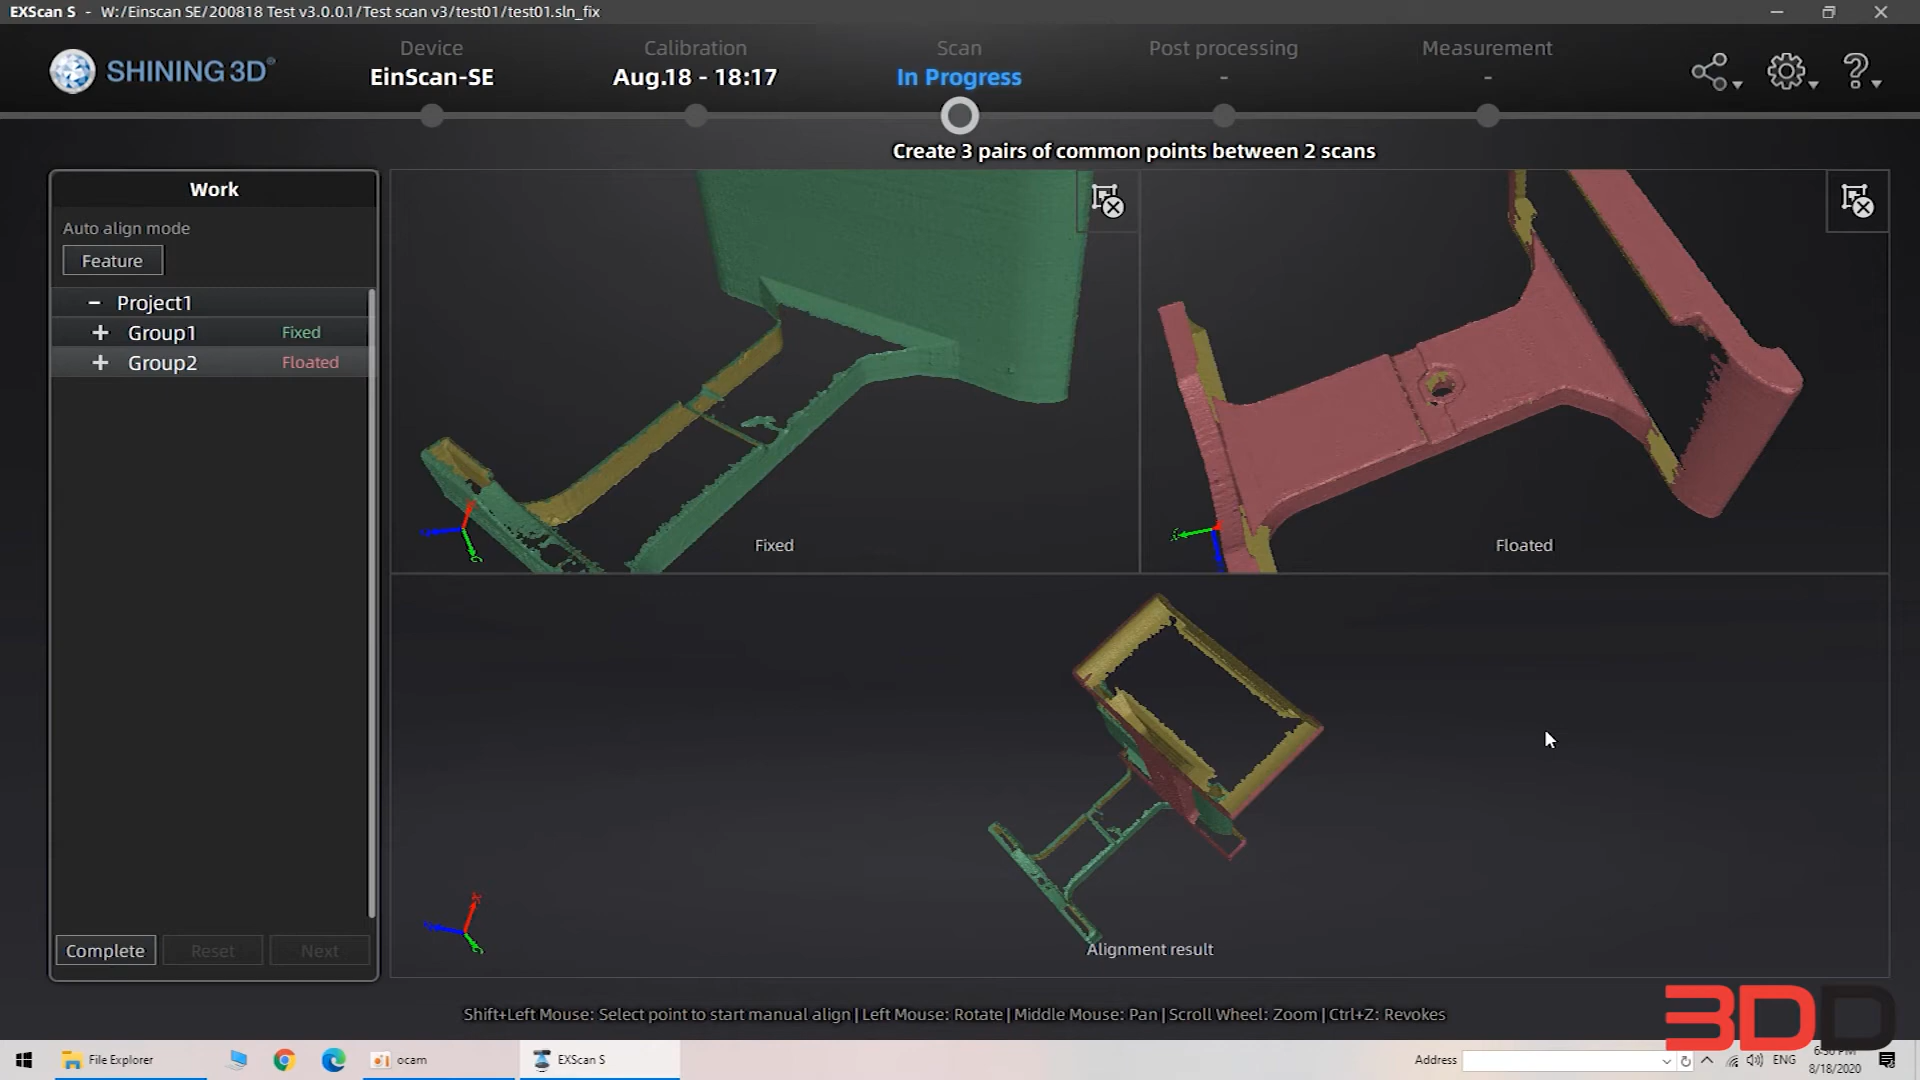 EXScan S - W:/Einscan SE/200818 Test v3.0.0.1/Test scan v3/test01/test01.sln_fix
SHINING 3D®
Device
EinScan-SE
Calibration
Aug.18 - 18:17
Scan
In Progress
Post processing
-
Measurement
-
Create 3 pairs of common points between 2 scans
Work
Auto align mode
Feature
Project1
Group1 Fixed
Group2 Floated
Complete Reset Next
Fixed
Floated
Alignment result
Shift+Left Mouse: Select point to start manual align | Left Mouse: Rotate | Middle Mouse: Pan | Scroll Wheel: Zoom | Ctrl+Z: Revokes
3DD
File Explorer
ocam
EXScan S
Address
ENG
8/18/2020